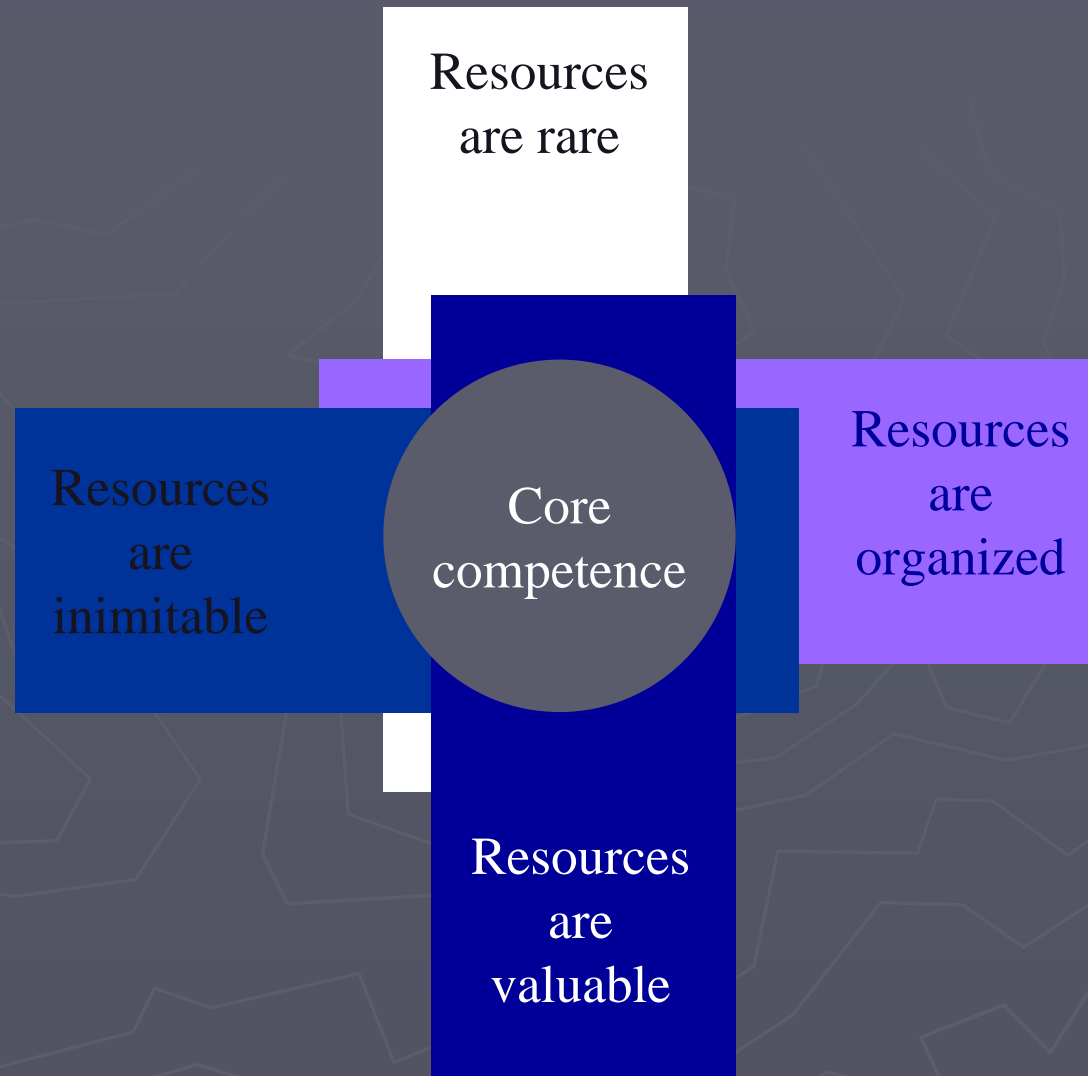 Resources
are rare
Resources
are
inimitable
Core
competence
Resources
are
organized
Resources
are
valuable